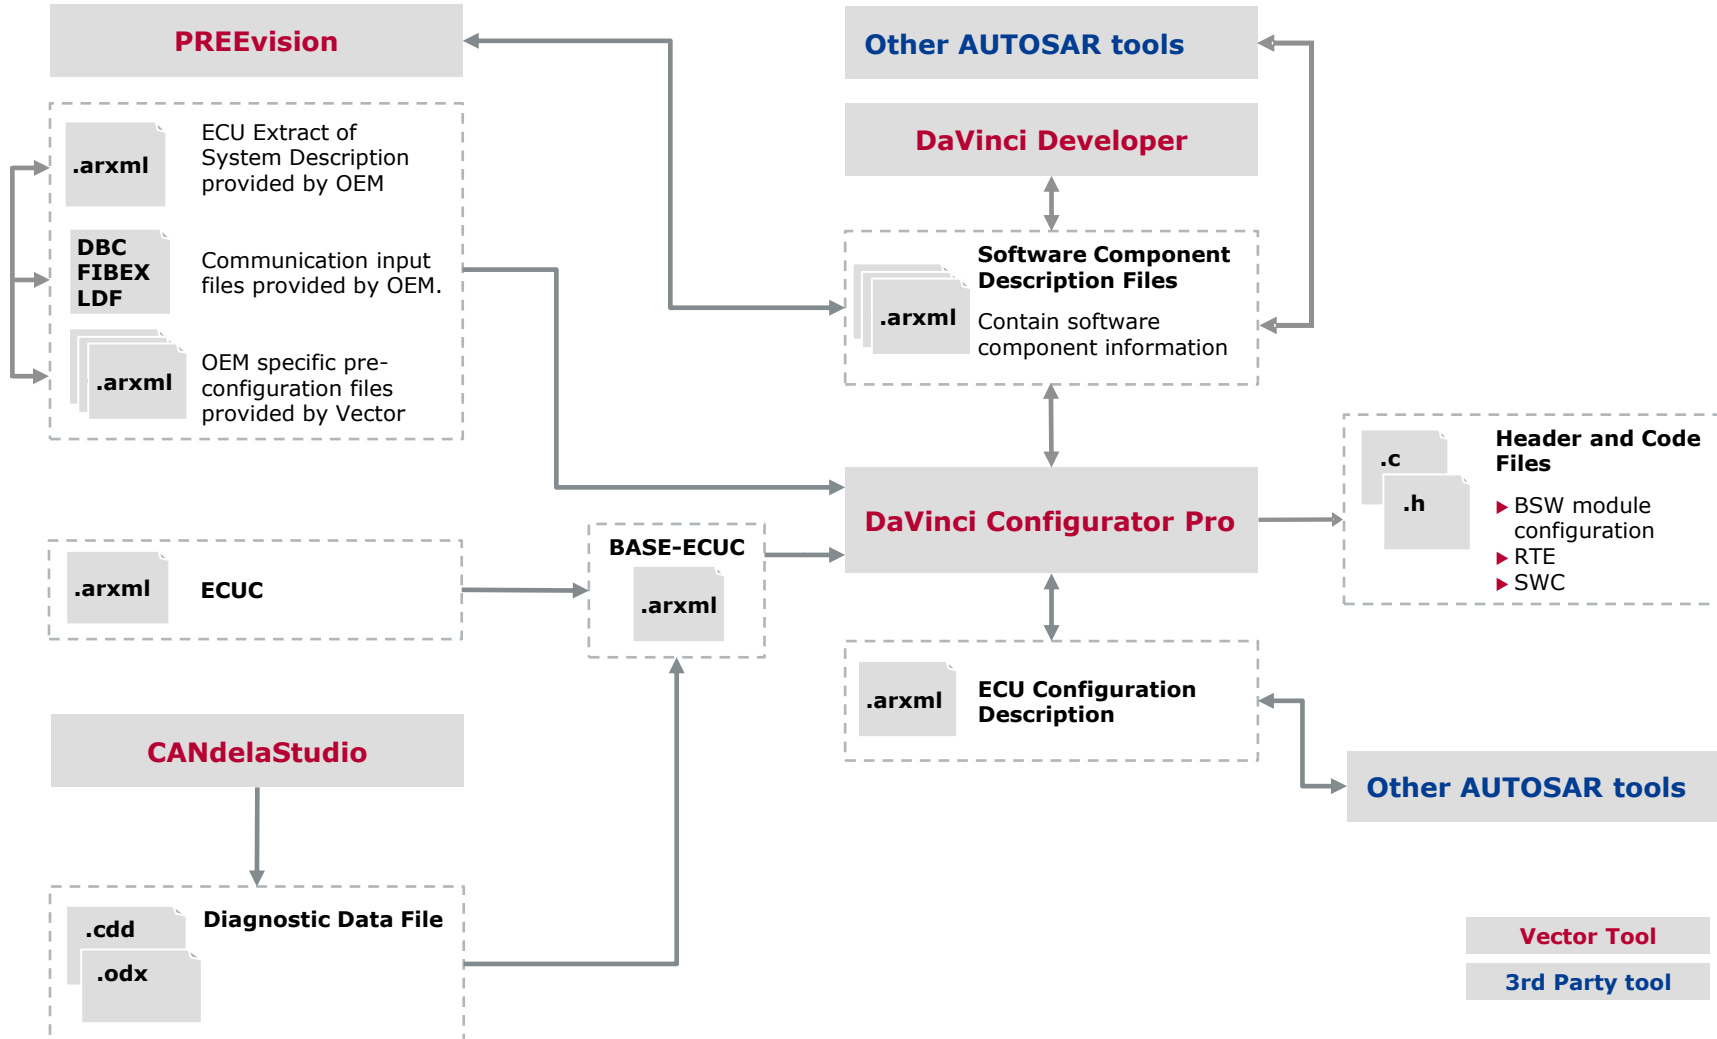 PREEvision
.arxml
ECU Extract of
System Description
provided by OEM
DBC
FIBEX
LDF
Communication input
files provided by OEM.
.arxml
OEM specific pre-
configuration files
provided by Vector
.arxml
ECUC
CANdelaStudio
.cdd
.odx
Diagnostic Data File
BASE-ECUC
.arxml
Other AUTOSAR tools
DaVinci Developer
.arxml
Software Component
Description Files
Contain software
component information
DaVinci Configurator Pro
.arxml
ECU Configuration
Description
.c
.h
Header and Code
Files
BSW module
configuration
RTE
SWC
Other AUTOSAR tools
Vector Tool
3rd Party tool